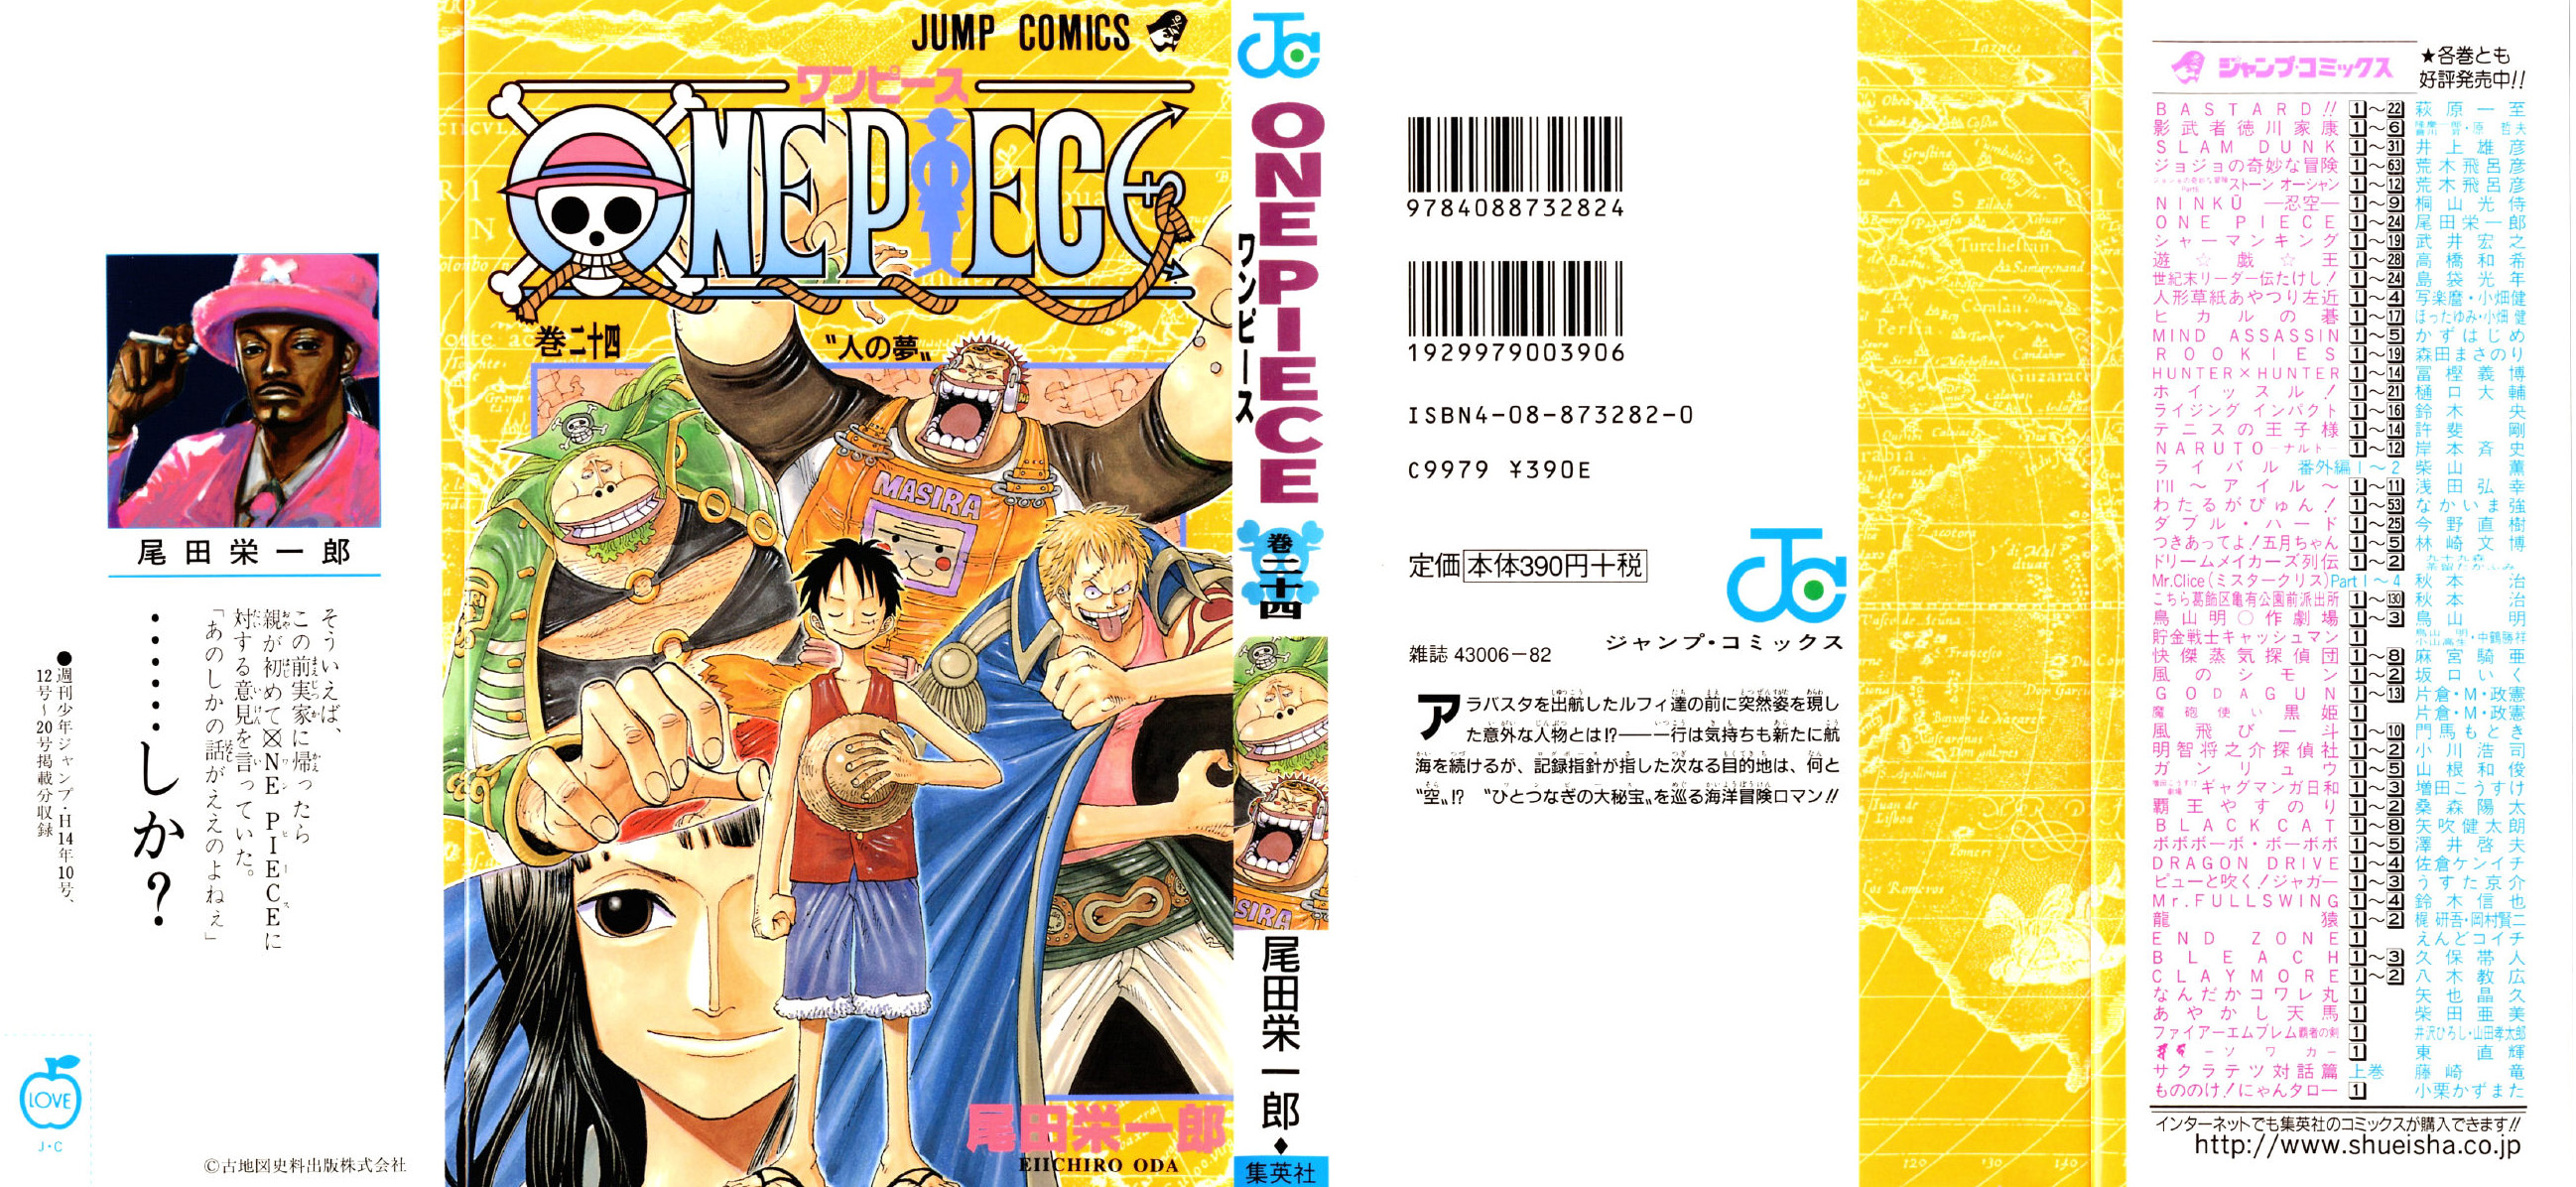 尾田栄一郎
そういえば、
この前実家に帰ったら
親が初めてONE PIECEに
対する意見を言っていた。
「あのしかの話がええのよねぇ」
………しか?
●週刊少年ジャンプ・H14年10号、
12号〜20号掲載分収録
LOVE
J・C
©古地図史料出版株式会社
JUMP COMICS
ワンピース
ONE PIECE
巻二十四
〝人の夢〟
MASIRA
尾田栄一郎
EIICHIRO ODA
JC
ONE PIECE
ワンピース
巻二十四
SIRA
尾田栄一郎
集英社
9784088732824
1929979003906
ISBN4-08-873282-0
C9979 ¥390E
定価 本体390円+税
JC
ジャンプ・コミックス
雑誌 43006-82
アラバスタを出航したルフィ達の前に突然姿を現し
た意外な人物とは!?――一行は気持ちも新たに航
海を続けるが、記録指針が指した次なる目的地は、何と
〝空〟!? 〝ひとつなぎの大秘宝〟を巡る海洋冒険ロマン!!
ジャンプ・コミックス
★各巻とも
好評発売中!!
BASTARD!! 1〜22 萩原一至
影武者徳川家康 1〜6
SLAM DUNK 1〜31 井上雄彦
ジョジョの奇妙な冒険 1〜63 荒木飛呂彦
ストーン オーシャン 1〜12 荒木飛呂彦
NINKŪ ―忍空― 1〜9 桐山光侍
ONE PIECE 1〜24 尾田栄一郎
シャーマンキング 1〜19 武井宏之
遊☆戯☆王 1〜28 高橋和希
世紀末リーダー伝たけし! 1〜24 島袋光年
人形草紙あやつり左近 1〜4 写楽麿・小畑健
ヒカルの碁 1〜17 ほったゆみ・小畑健
MIND ASSASSIN 1〜5 かずはじめ
ROOKIES 1〜19 森田まさのり
HUNTER×HUNTER 1〜14 冨樫義博
ホイッスル! 1〜21 樋口大輔
ライジング インパクト 1〜16 鈴木央
テニスの王子様 1〜14 許斐剛
NARUTO―ナルト― 1〜12 岸本斉史
ライバル 番外編1〜2 柴山薫
I'll〜アイル〜 1〜11 浅田弘幸
わたるがぴゅん! 1〜53 なかいま強
ダブル・ハード 1〜25 今野直樹
つきあってよ!五月ちゃん 1〜5 林崎文博
ドリームメイカーズ列伝 1〜2
Mr.Clice(ミスタークリス) Part1〜4 秋本治
こちら葛飾区亀有公園前派出所 1〜130 秋本治
鳥山明〇作劇場 1〜3 鳥山明
貯金戦士キャッシュマン 1 ・中鶴勝祥
快傑蒸気探偵団 1〜8 麻宮騎亜
風のシモン 1〜2 坂口いく
GODAGUN 1〜13 片倉・M・政憲
魔砲使い黒姫 1 片倉・M・政憲
風飛び一斗 1〜10 門馬もとき
明智将之介探偵社 1〜2 小川浩司
ガンリュウ 1〜5 山根和俊
ギャグマンガ日和 1〜3 増田こうすけ
覇王やすのり 1〜2 桑森陽太
BLACK CAT 1〜8 矢吹健太朗
ボボボーボ・ボーボボ 1〜5 澤井啓夫
DRAGON DRIVE 1〜4 佐倉ケンイチ
ピューと吹く!ジャガー 1〜3 うすた京介
Mr.FULLSWING 1〜4 鈴木信也
龍猿 1〜2 梶研吾・岡村賢二
END ZONE 1 えんどコイチ
BLEACH 1〜3 久保帯人
CLAYMORE 1〜2 八木教広
なんだかコワレ丸 1 矢也晶久
あやかし天馬 1 柴田亜美
ファイアーエムブレム覇者の剣 1 井沢ひろし・山田孝太郎
―ソワカ― 1 東直輝
サクラテツ対話篇 上巻 藤崎竜
もののけ!にゃんタロー 1 小栗かずまた
インターネットでも集英社のコミックスが購入できます!!
http://www.shueisha.co.jp